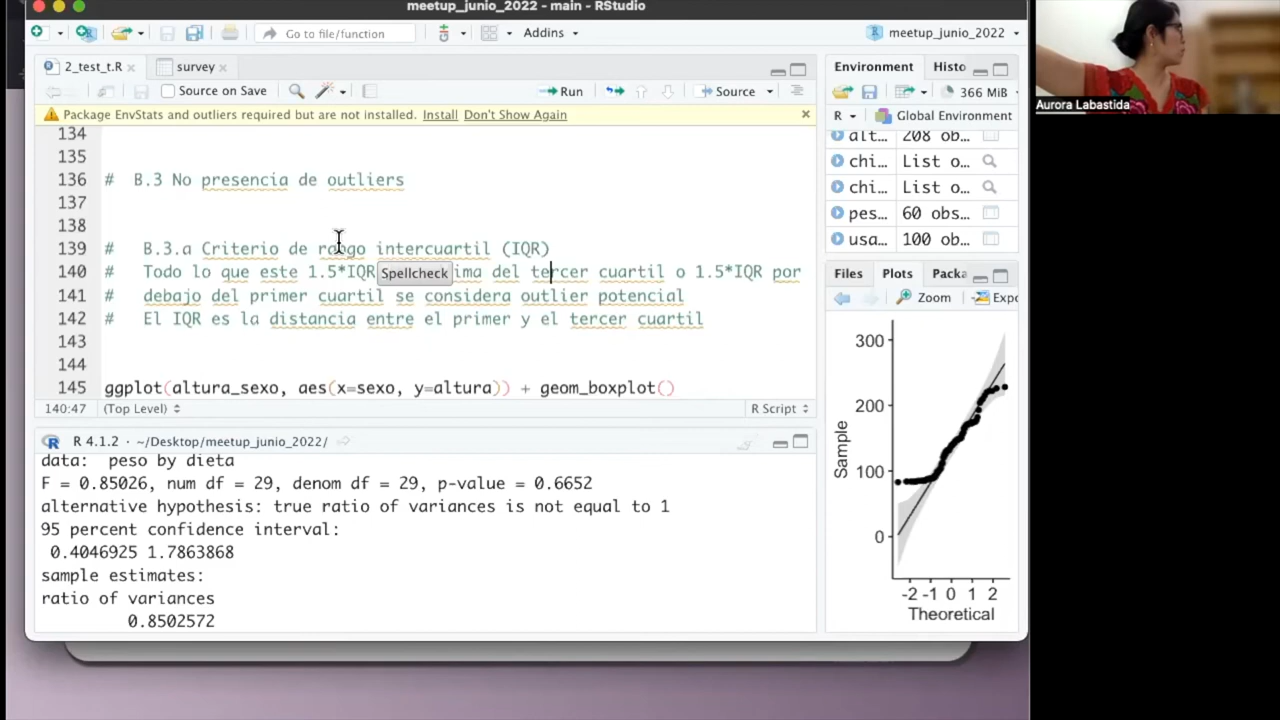 meetup_junio_2022 - main - RStudio
Go to file/function
Addins
meetup_junio_2022
2_test_t.R
survey
Source on Save
Run
Source
Package EnvStats and outliers required but are not installed. Install Don't Show Again
134
135
136 # B.3 No presencia de outliers
137
138
139 # B.3.a Criterio de rango intercuartil (IQR)
140 # Todo lo que este 1.5*IQR Spellcheck ima del tercer cuartil o 1.5*IQR por
141 # debajo del primer cuartil se considera outlier potencial
142 # El IQR es la distancia entre el primer y el tercer cuartil
143
144
145 ggplot(altura_sexo, aes(x=sexo, y=altura)) + geom_boxplot()
140:47 (Top Level) R Script
R 4.1.2 · ~/Desktop/meetup_junio_2022/
data: peso by dieta
F = 0.85026, num df = 29, denom df = 29, p-value = 0.6652
alternative hypothesis: true ratio of variances is not equal to 1
95 percent confidence interval:
0.4046925 1.7863868
sample estimates:
ratio of variances
0.8502572
Environment Histo
366 MiB
R Global Environment
alt… 208 ob…
chi… List o…
chi… List o…
pes… 60 obs…
usa… 100 ob…
Files Plots Packa
Zoom Expo
300
200
100
0
Sample
-2 -1 0 1 2
Theoretical
Aurora Labastida